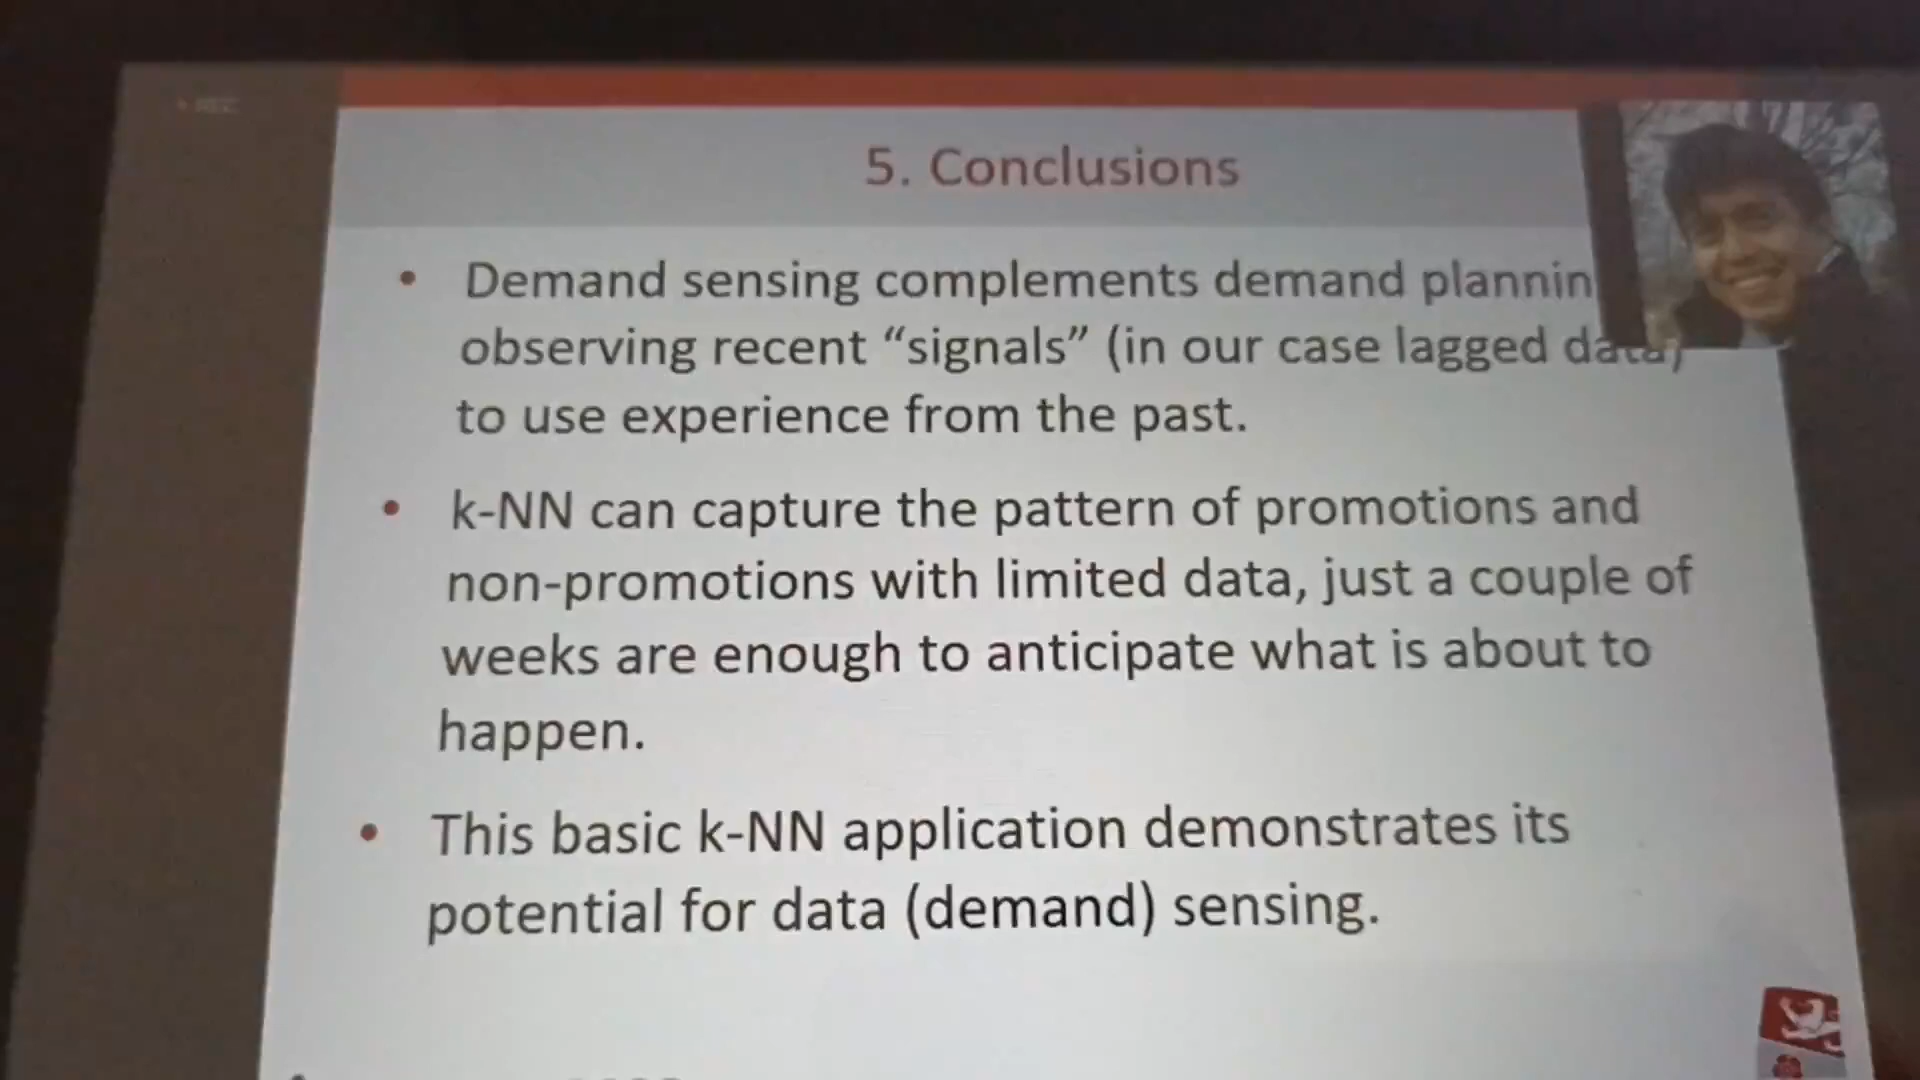 5. Conclusions
• Demand sensing complements demand plannin
observing recent “signals” (in our case lagged data)
to use experience from the past.
• k-NN can capture the pattern of promotions and
non-promotions with limited data, just a couple of
weeks are enough to anticipate what is about to
happen.
• This basic k-NN application demonstrates its
potential for data (demand) sensing.